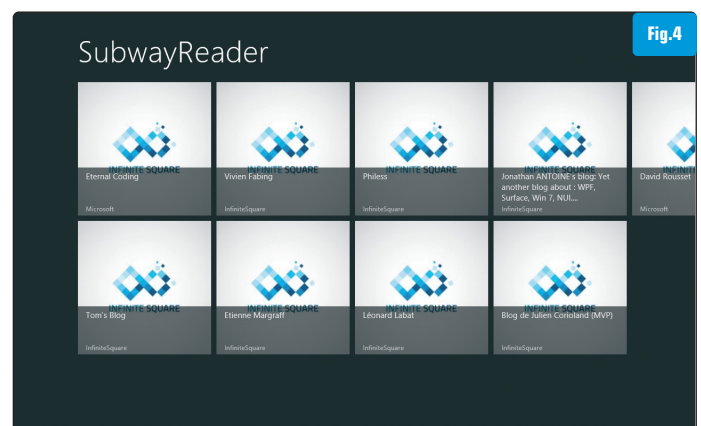 Fig.4
SubwayReader
INFINITE SQUARE
Eternal Coding
Microsoft
INFINITE SQUARE
Vivien Fabing
InfiniteSquare
INFINITE SQUARE
Philess
InfiniteSquare
INFINITE SQUARE
Jonathan ANTOINE's blog: Yet
another blog about : WPF,
Surface, Win 7, NUI....
InfiniteSquare
INFINIT
David Rousset
Microsoft
INFINITE SQUARE
Tom's Blog
InfiniteSquare
INFINITE SQUARE
Etienne Margraff
InfiniteSquare
INFINITE SQUARE
Léonard Labat
InfiniteSquare
INFINITE SQUARE
Blog de Julien Corioland (MVP)
InfiniteSquare